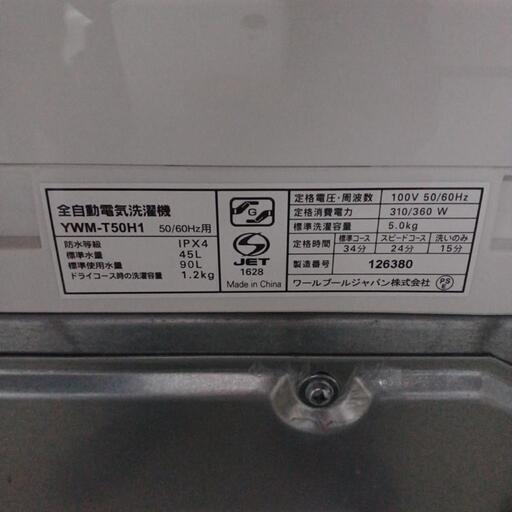 全自動電気洗濯機
YWM-T50H1 50/60Hz用
防水等級 IPX4
標準水量 45L
標準使用水量 90L
ドライコース時の洗濯容量 1.2kg
G
JET
1628
Made in China
定格電圧・周波数 100V 50/60Hz
定格消費電力 310/360 W
標準洗濯容量 5.0kg
定格時間 標準コース スピードコース 洗いのみ
34分 24分 15分
製造番号 126380
ワールプールジャパン株式会社 PS E